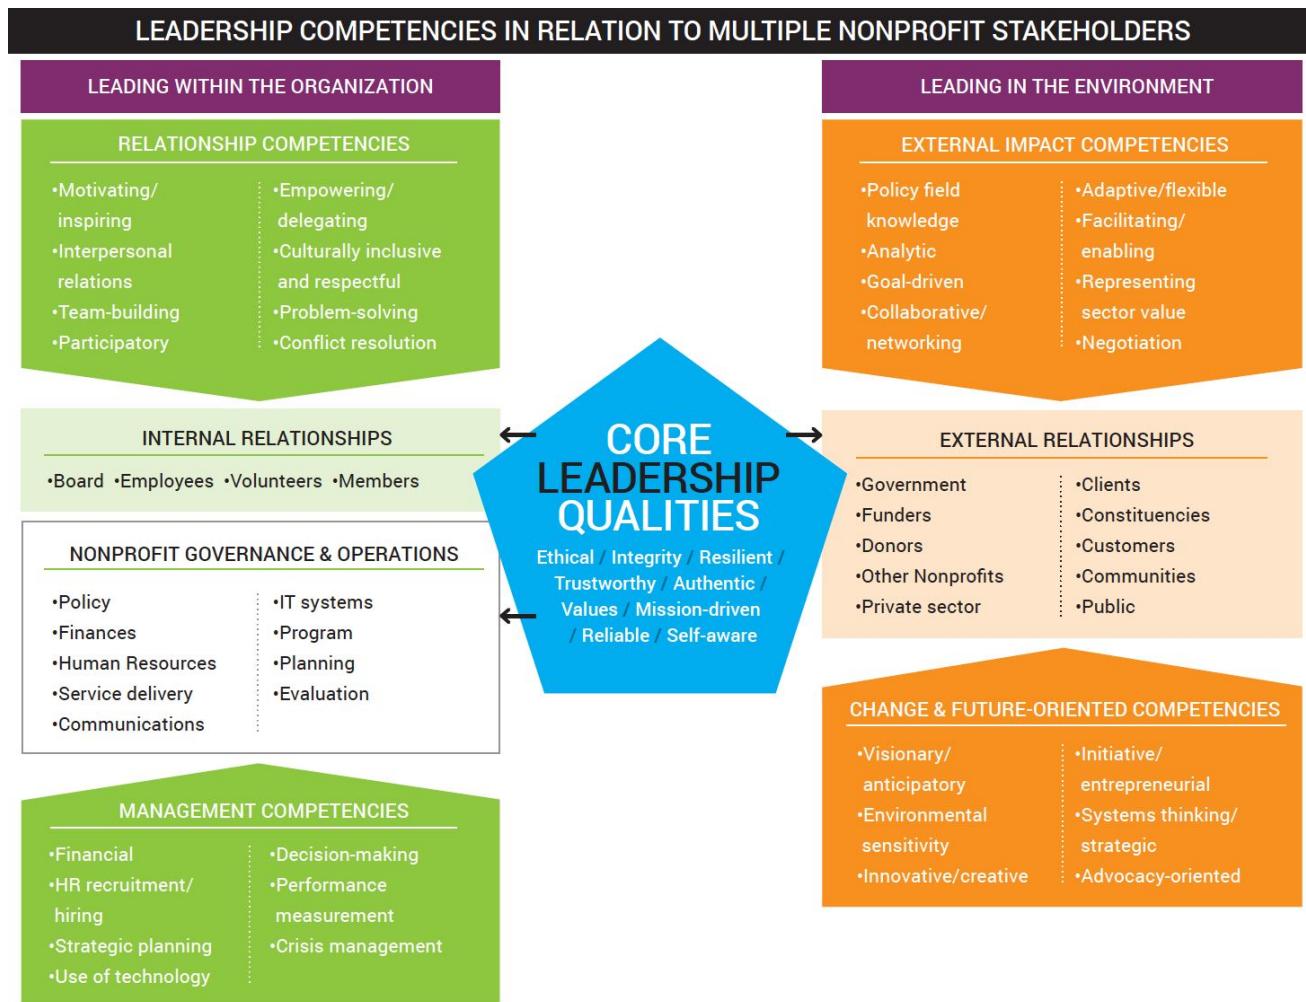 LEADERSHIP COMPETENCIES IN RELATION TO MULTIPLE NONPROFIT STAKEHOLDERS
LEADING WITHIN THE ORGANIZATION
RELATIONSHIP COMPETENCIES
•Motivating/
inspiring
•Interpersonal
relations
•Team-building
•Participatory
•Empowering/
delegating
•Culturally inclusive
and respectful
•Problem-solving
•Conflict resolution
INTERNAL RELATIONSHIPS
•Board •Employees •Volunteers •Members
NONPROFIT GOVERNANCE & OPERATIONS
•Policy
•Finances
•Human Resources
•Service delivery
•Communications
•IT systems
•Program
•Planning
•Evaluation
MANAGEMENT COMPETENCIES
•Financial
•HR recruitment/
hiring
•Strategic planning
•Use of technology
•Decision-making
•Performance
measurement
•Crisis management
CORE
LEADERSHIP
QUALITIES
Ethical / Integrity / Resilient /
Trustworthy / Authentic /
Values / Mission-driven
/ Reliable / Self-aware
LEADING IN THE ENVIRONMENT
EXTERNAL IMPACT COMPETENCIES
•Policy field
knowledge
•Analytic
•Goal-driven
•Collaborative/
networking
•Adaptive/flexible
•Facilitating/
enabling
•Representing
sector value
•Negotiation
EXTERNAL RELATIONSHIPS
•Government
•Funders
•Donors
•Other Nonprofits
•Private sector
•Clients
•Constituencies
•Customers
•Communities
•Public
CHANGE & FUTURE-ORIENTED COMPETENCIES
•Visionary/
anticipatory
•Environmental
sensitivity
•Innovative/creative
•Initiative/
entrepreneurial
•Systems thinking/
strategic
•Advocacy-oriented